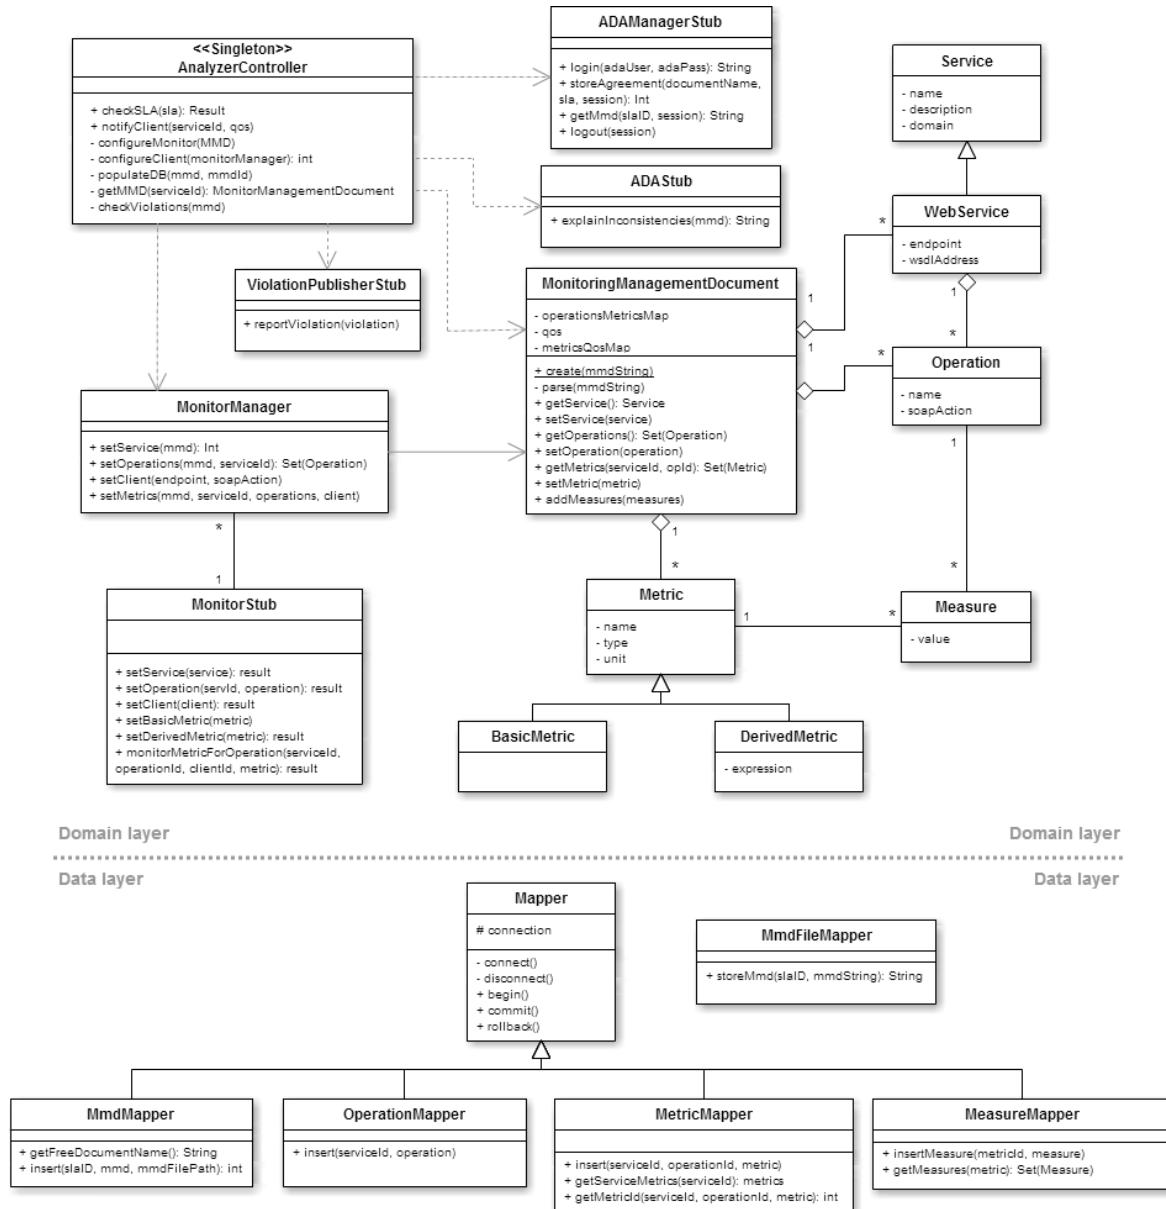 <<Singleton>>
AnalyzerController
+ checkSLA(sla): Result
+ notifyClient(serviceId, qos)
- configureMonitor(MMD)
- configureClient(monitorManager): int
- populateDB(mmd, mmdId)
- getMMD(serviceId): MonitorManagementDocument
- checkViolations(mmd)
ADAManagerStub
+ login(adaUser, adaPass): String
+ storeAgreement(documentName,
sla, session): Int
+ getMmd(slaID, session): String
+ logout(session)
Service
- name
- description
- domain
ADAStub
+ explainInconsistencies(mmd): String
WebService
- endpoint
- wsdlAddress
*
1
1
*
ViolationPublisherStub
+ reportViolation(violation)
MonitoringManagementDocument
- operationsMetricsMap
- qos
- metricsQosMap
+ create(mmdString)
- parse(mmdString)
+ getService(): Service
+ setService(service)
+ getOperations(): Set(Operation)
+ setOperation(operation)
+ getMetrics(serviceId, opId): Set(Metric)
+ setMetric(metric)
+ addMeasures(measures)
1
*
Operation
- name
- soapAction
1
*
MonitorManager
+ setService(mmd): Int
+ setOperations(mmd, serviceId): Set(Operation)
+ setClient(endpoint, soapAction)
+ setMetrics(mmd, serviceId, operations, client)
*
1
1
*
MonitorStub
+ setService(service): result
+ setOperation(servId, operation): result
+ setClient(client): result
+ setBasicMetric(metric)
+ setDerivedMetric(metric): result
+ monitorMetricForOperation(serviceId,
operationId, clientId, metric): result
Metric
- name
- type
- unit
1
*
Measure
- value
BasicMetric
DerivedMetric
- expression
Domain layer
Domain layer
Data layer
Data layer
Mapper
# connection
- connect()
- disconnect()
+ begin()
+ commit()
+ rollback()
MmdFileMapper
+ storeMmd(slaID, mmdString): String
MmdMapper
+ getFreeDocumentName(): String
+ insert(slaID, mmd, mmdFilePath): int
OperationMapper
+ insert(serviceId, operation)
MetricMapper
+ insert(serviceId, operationId, metric)
+ getServiceMetrics(serviceId): metrics
+ getMetricId(serviceId, operationId, metric): int
MeasureMapper
+ insertMeasure(metricId, measure)
+ getMeasures(metric): Set(Measure)